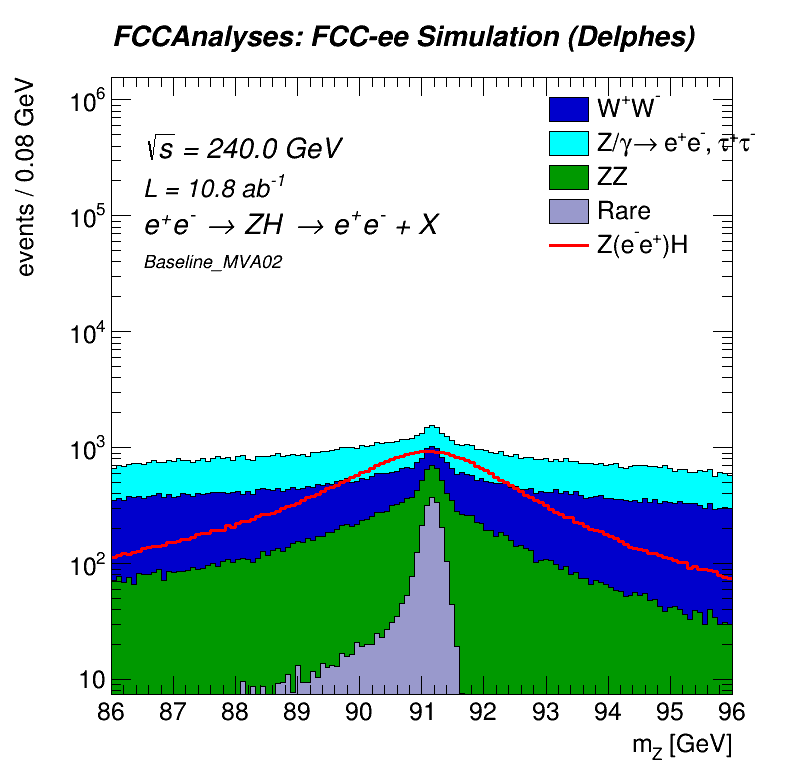 FCCAnalyses: FCC-ee Simulation (Delphes)
events / 0.08 GeV
10⁶
10⁵
10⁴
10³
10²
10
√s = 240.0 GeV
L = 10.8 ab⁻¹
e⁺e⁻ → ZH → e⁺e⁻ + X
Baseline_MVA02
W⁺W⁻
Z/γ→ e⁺e⁻, τ⁺τ⁻
ZZ
Rare
Z(e⁻e⁺)H
86 87 88 89 90 91 92 93 94 95 96
m_Z [GeV]